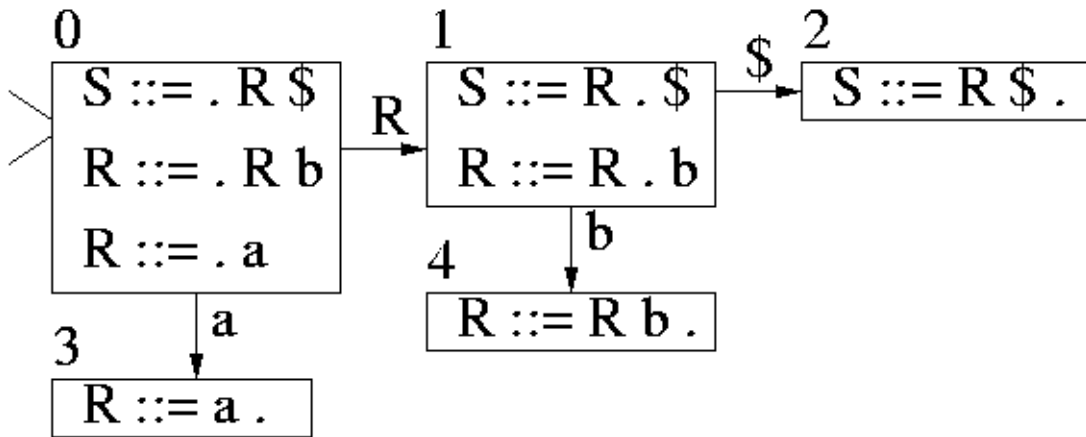 0
S ::= . R $
R ::= . R b
R ::= . a
R
1
S ::= R . $
R ::= R . b
$
2
S ::= R $ .
a
3
R ::= a .
b
4
R ::= R b .